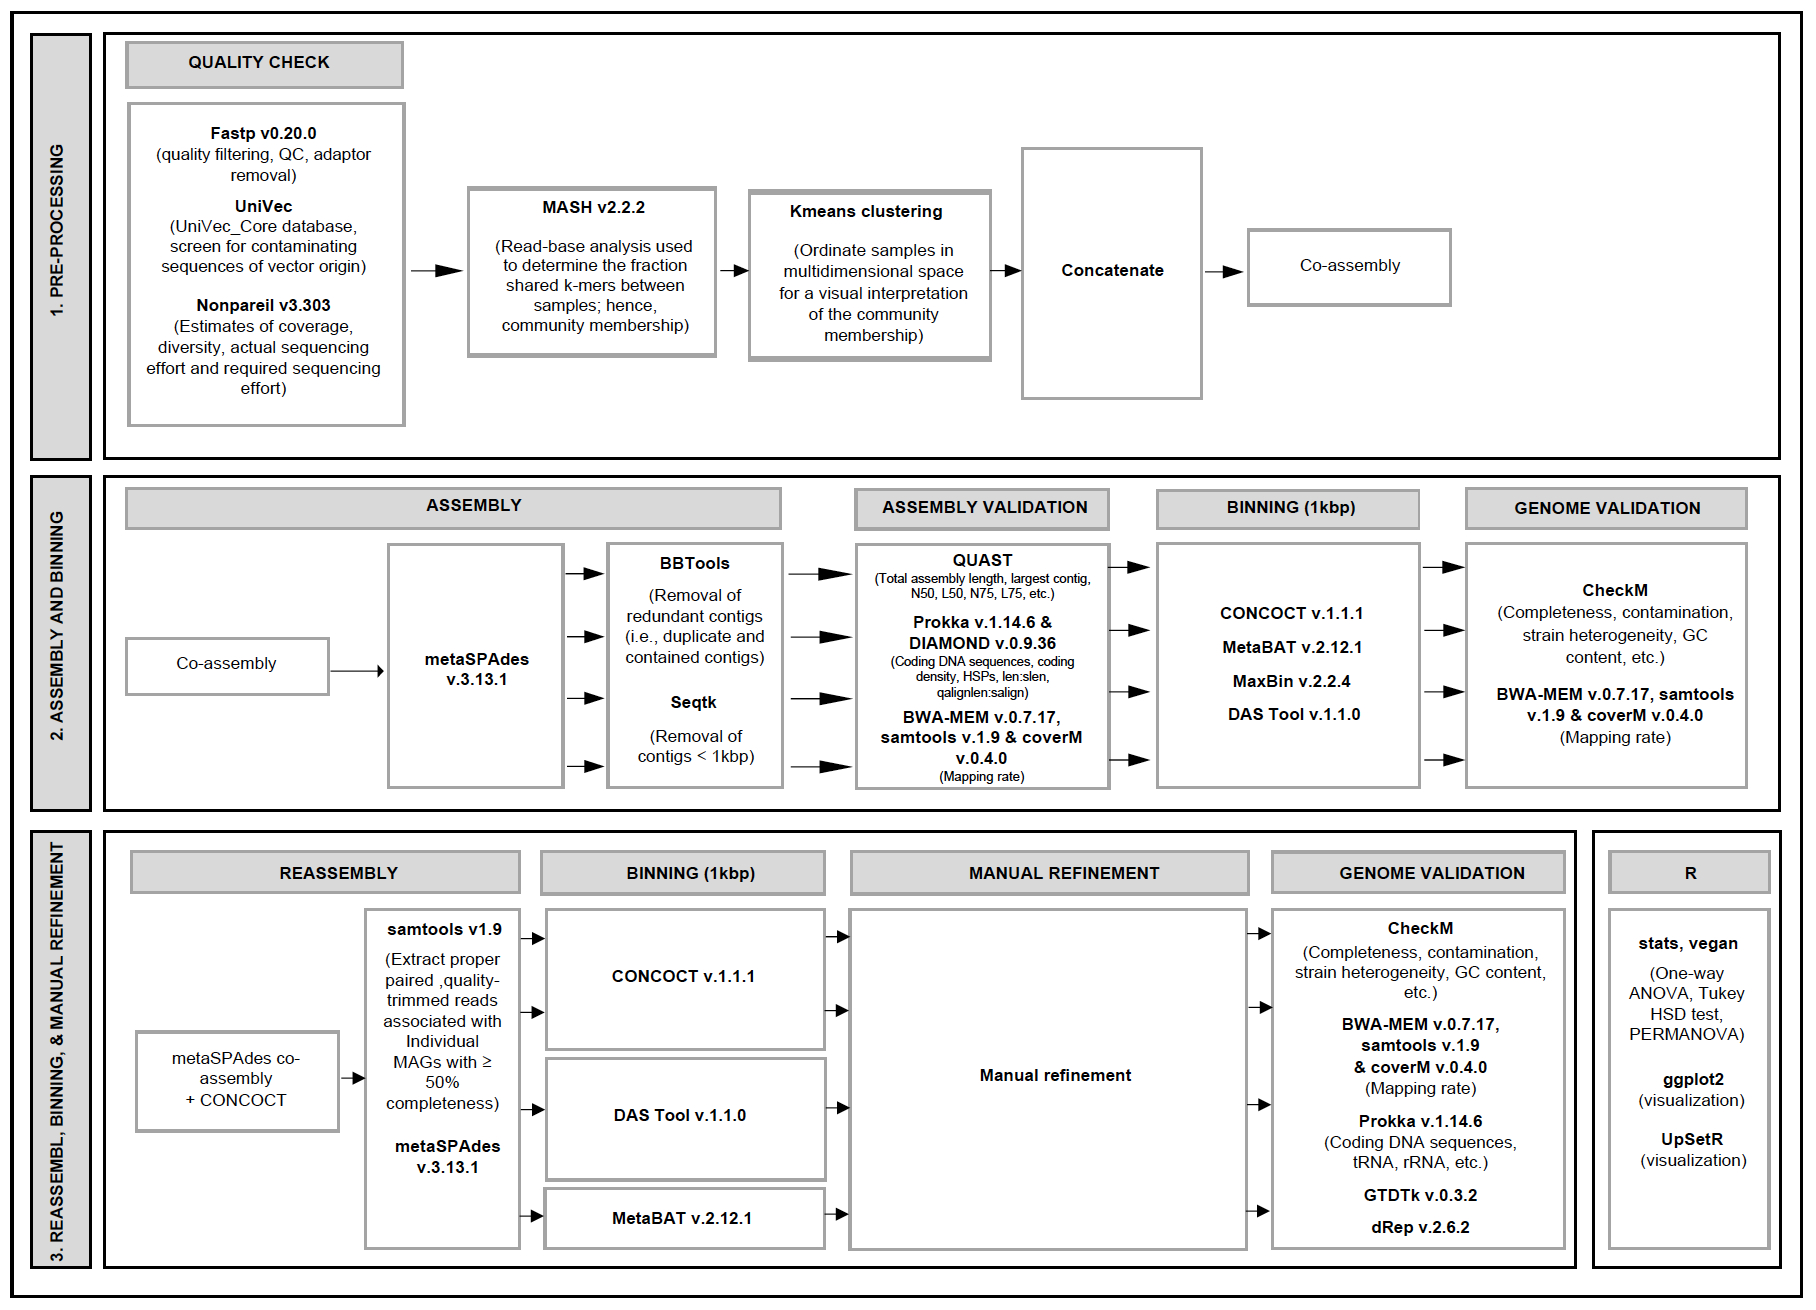 1. PRE-PROCESSING
QUALITY CHECK
Fastp v0.20.0
(quality filtering, QC, adaptor
removal)
UniVec
(UniVec_Core database,
screen for contaminating
sequences of vector origin)
Nonpareil v3.303
(Estimates of coverage,
diversity, actual sequencing
effort and required sequencing
effort)
MASH v2.2.2
(Read-base analysis used
to determine the fraction
shared k-mers between
samples; hence,
community membership)
Kmeans clustering
(Ordinate samples in
multidimensional space
for a visual interpretation
of the community
membership)
Concatenate
Co-assembly
2. ASSEMBLY AND BINNING
ASSEMBLY
Co-assembly
metaSPAdes
v.3.13.1
BBTools
(Removal of
redundant contigs
(i.e., duplicate and
contained contigs)
Seqtk
(Removal of
contigs < 1kbp)
ASSEMBLY VALIDATION
QUAST
(Total assembly length, largest contig,
N50, L50, N75, L75, etc.)
Prokka v.1.14.6 &
DIAMOND v.0.9.36
(Coding DNA sequences, coding
density, HSPs, len:slen,
qalignlen:salign)
BWA-MEM v.0.7.17,
samtools v.1.9 & coverM
v.0.4.0
(Mapping rate)
BINNING (1kbp)
CONCOCT v.1.1.1
MetaBAT v.2.12.1
MaxBin v.2.2.4
DAS Tool v.1.1.0
GENOME VALIDATION
CheckM
(Completeness, contamination,
strain heterogeneity, GC
content, etc.)
BWA-MEM v.0.7.17, samtools
v.1.9 & coverM v.0.4.0
(Mapping rate)
3. REASSEMBL, BINNING, & MANUAL REFINEMENT
REASSEMBLY
metaSPAdes co-
assembly
+ CONCOCT
samtools v1.9
(Extract proper
paired ,quality-
trimmed reads
associated with
Individual
MAGs with ≥
50%
completeness)
metaSPAdes
v.3.13.1
BINNING (1kbp)
CONCOCT v.1.1.1
DAS Tool v.1.1.0
MetaBAT v.2.12.1
MANUAL REFINEMENT
Manual refinement
GENOME VALIDATION
CheckM
(Completeness, contamination,
strain heterogeneity, GC content,
etc.)
BWA-MEM v.0.7.17,
samtools v.1.9
& coverM v.0.4.0
(Mapping rate)
Prokka v.1.14.6
(Coding DNA sequences,
tRNA, rRNA, etc.)
GTDTk v.0.3.2
dRep v.2.6.2
R
stats, vegan
(One-way
ANOVA, Tukey
HSD test,
PERMANOVA)
ggplot2
(visualization)
UpSetR
(visualization)